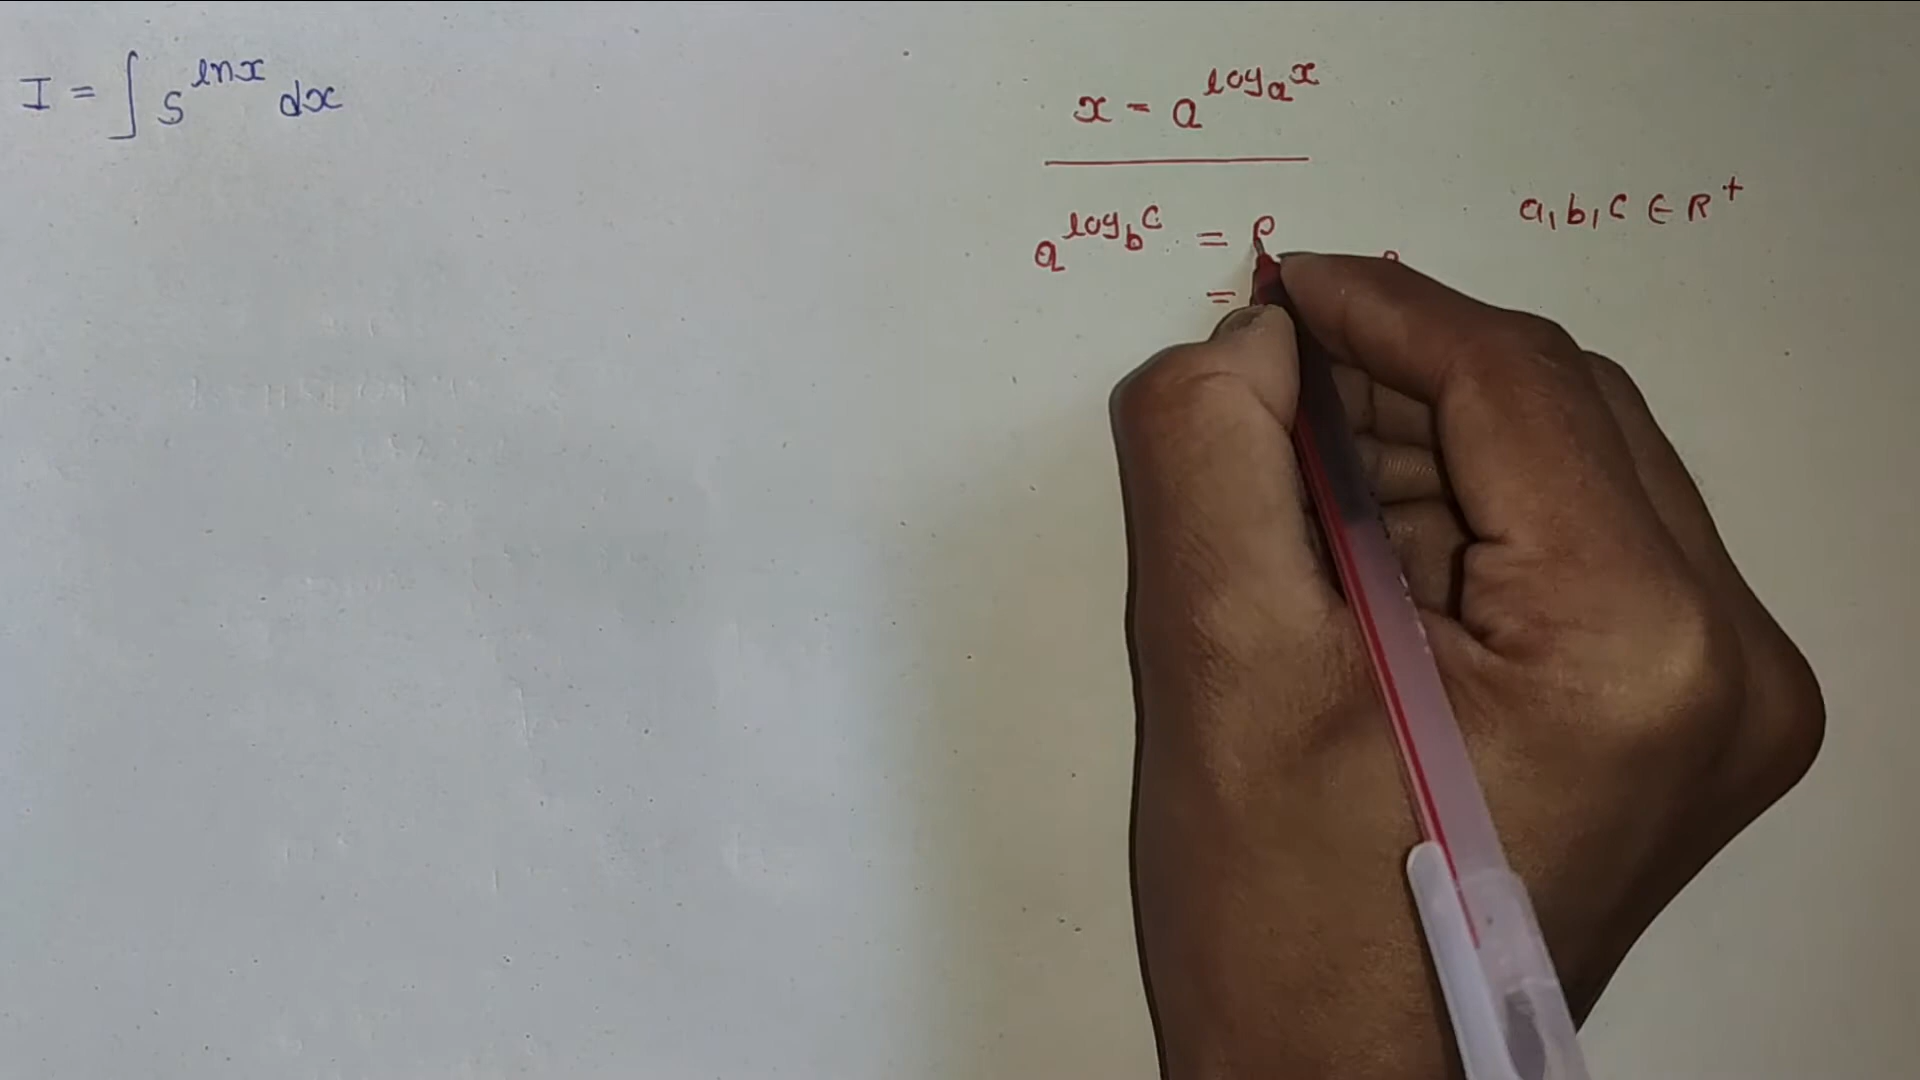 I = ∫ 5^{ln x} dx
x = a^{log_a x}
a^{log_b c} =
a, b, c ∈ R^+
=